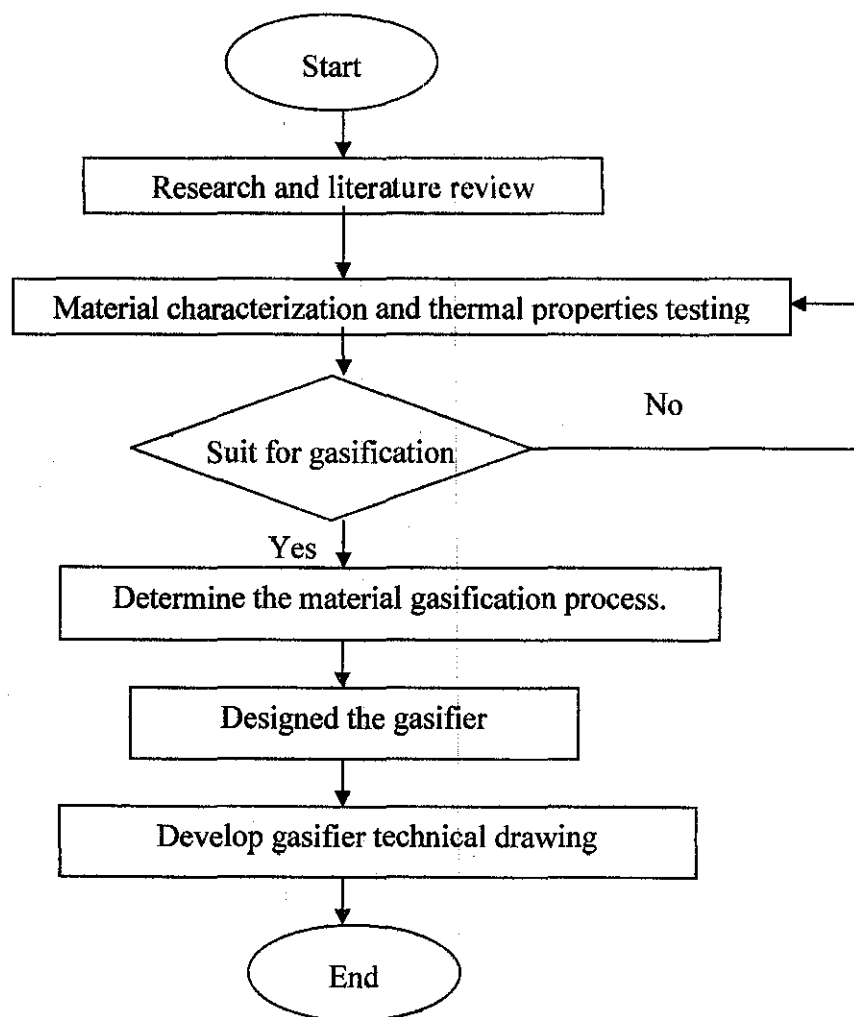 Start
Research and literature review
Material characterization and thermal properties testing
No
Suit for gasification
Yes
Determine the material gasification process.
Designed the gasifier
Develop gasifier technical drawing
End